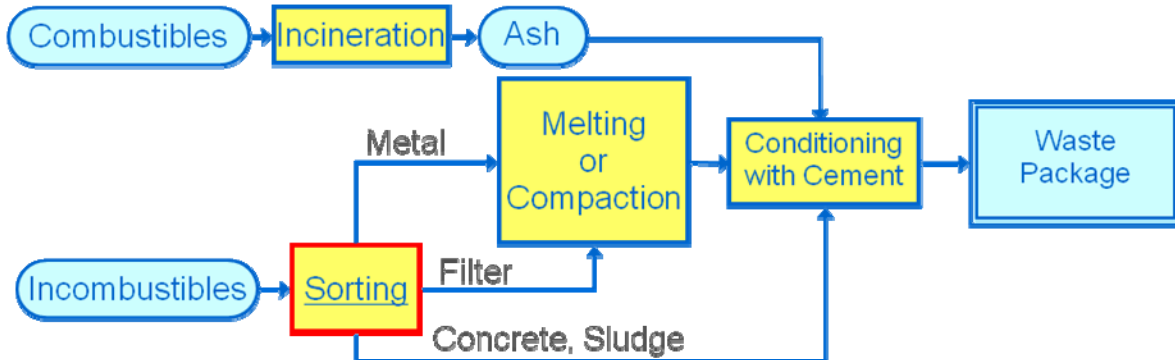 Combustibles
Incineration
Ash
Metal
Melting
or
Compaction
Conditioning
with Cement
Waste
Package
Incombustibles
Sorting
Filter
Concrete, Sludge